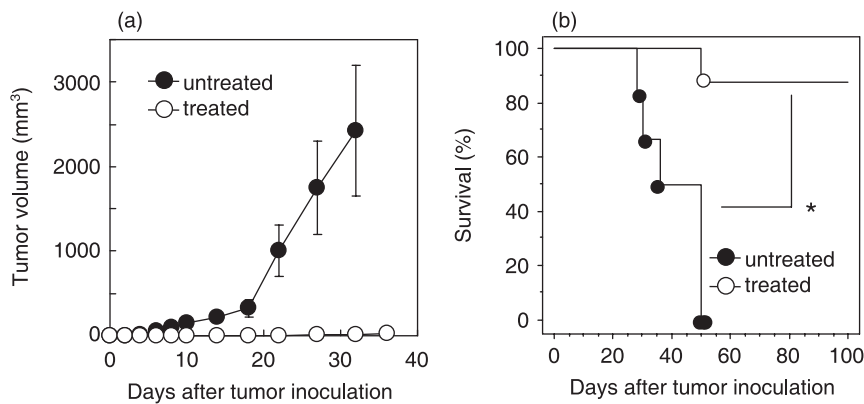 (a)
Tumor volume (mm³)
3000
2000
1000
0
untreated
treated
0 10 20 30 40
Days after tumor inoculation
(b)
Survival (%)
100
80
60
40
20
0
*
untreated
treated
0 20 40 60 80 100
Days after tumor inoculation